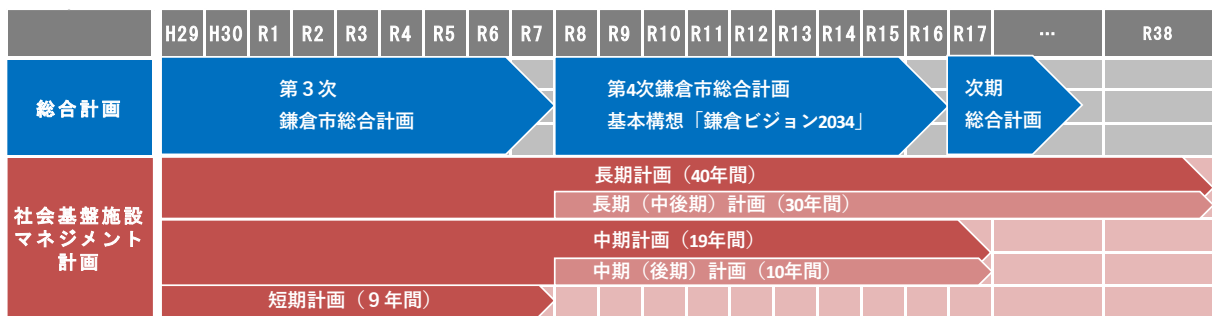 H29 H30 R1 R2 R3 R4 R5 R6 R7 R8 R9 R10 R11 R12 R13 R14 R15 R16 R17 … R38
総合計画
第３次
鎌倉市総合計画
第4次鎌倉市総合計画
基本構想「鎌倉ビジョン2034」
次期
総合計画
社会基盤施設
マネジメント
計画
長期計画（40年間）
長期（中後期）計画（30年間）
中期計画（19年間）
中期（後期）計画（10年間）
短期計画（９年間）